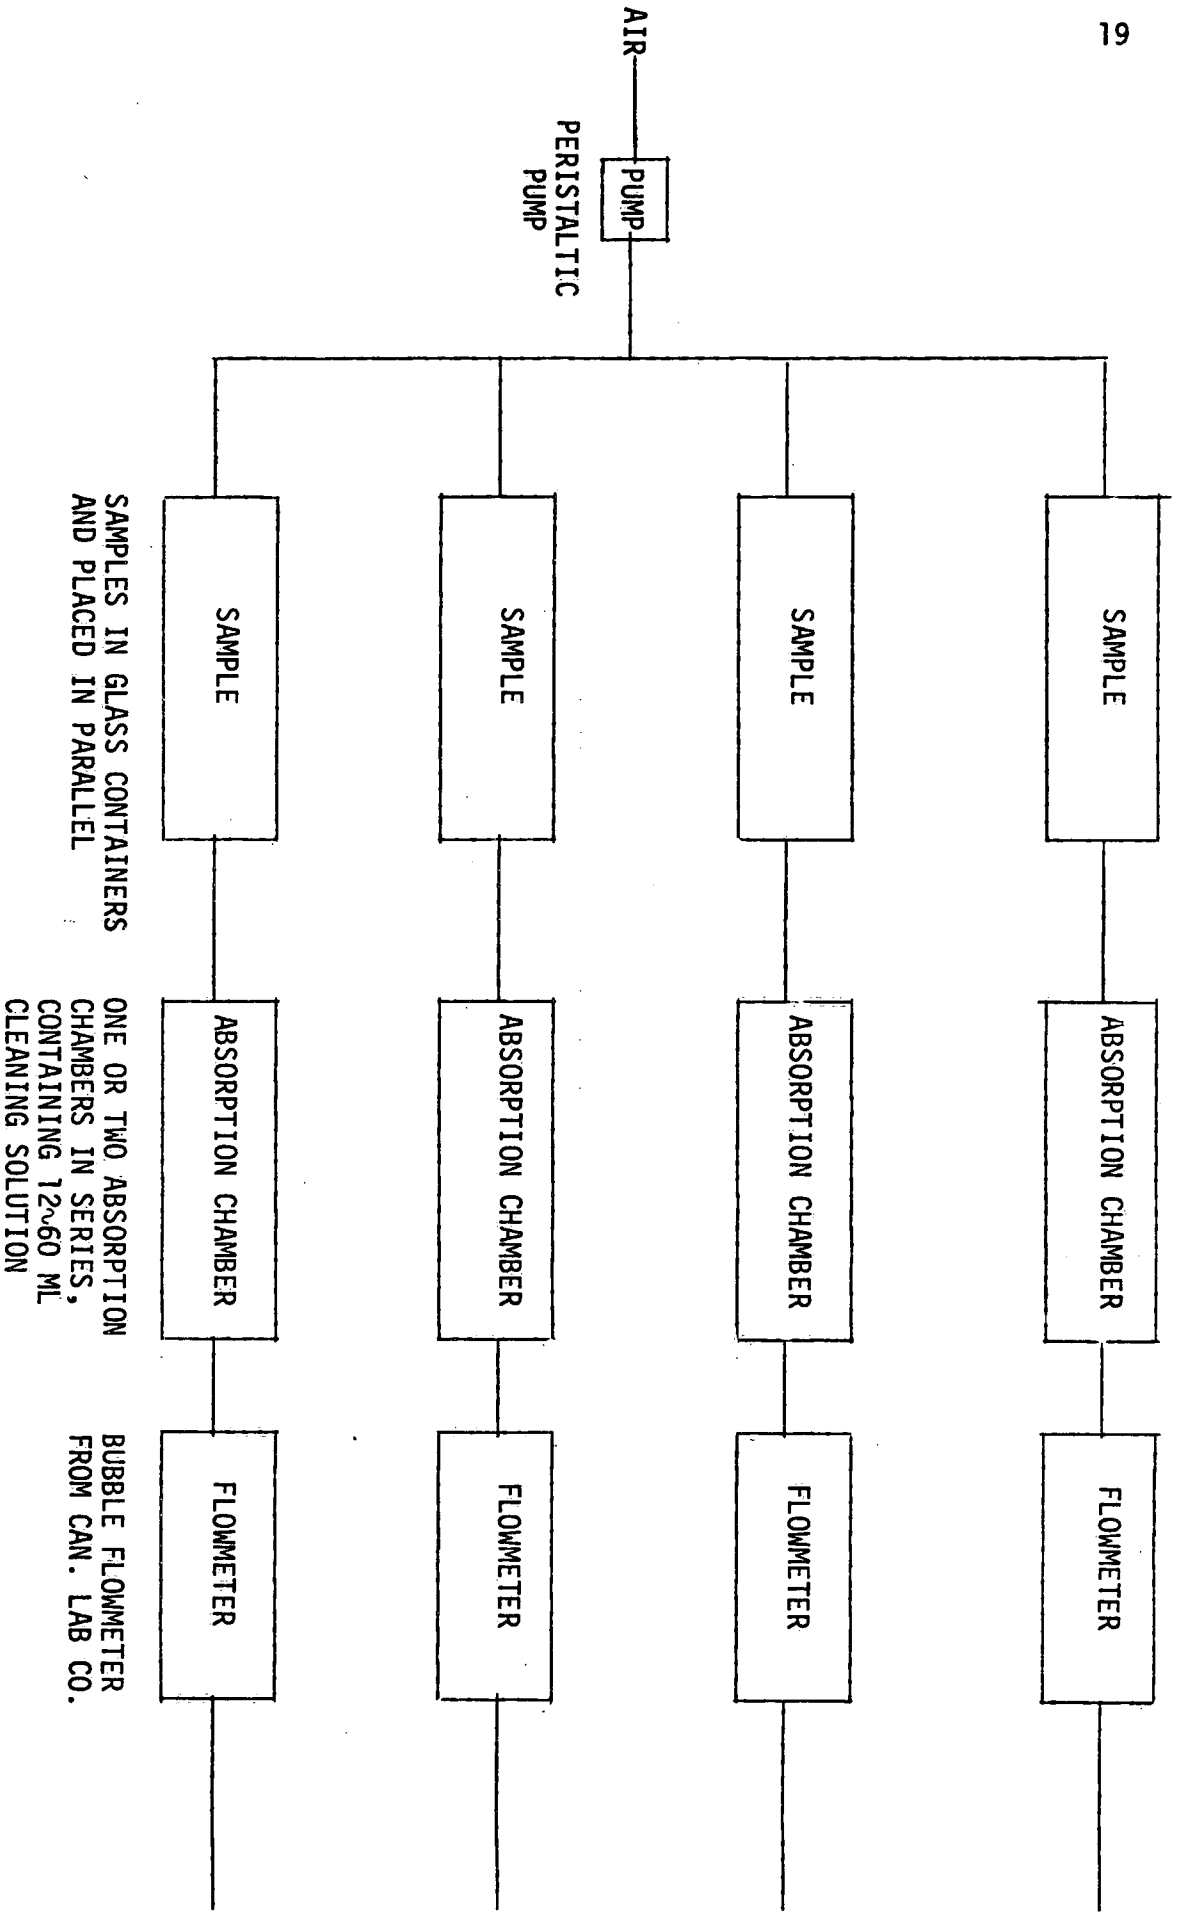 19
AIR
PUMP
PERISTALTIC
PUMP
SAMPLE
ABSORPTION CHAMBER
FLOWMETER
SAMPLE
ABSORPTION CHAMBER
FLOWMETER
SAMPLE
ABSORPTION CHAMBER
FLOWMETER
SAMPLE
ABSORPTION CHAMBER
FLOWMETER
SAMPLES IN GLASS CONTAINERS
AND PLACED IN PARALLEL
ONE OR TWO ABSORPTION
CHAMBERS IN SERIES,
CONTAINING 12~60 ML
CLEANING SOLUTION
BUBBLE FLOWMETER
FROM CAN. LAB CO.